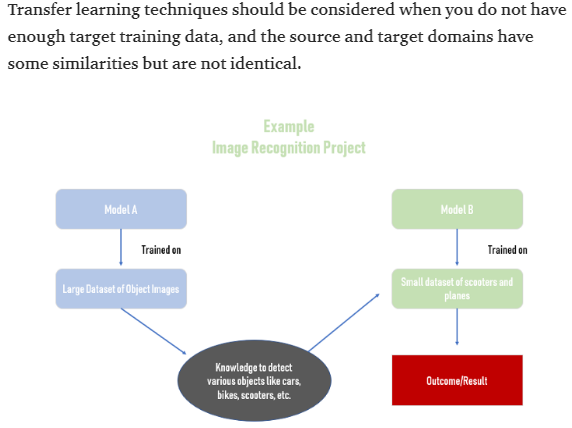 Transfer learning techniques should be considered when you do not have
enough target training data, and the source and target domains have
some similarities but are not identical.
Example
Image Recognition Project
Model A
Model B
Trained on
Trained on
Large Dataset of Object Images
Small dataset of scooters and
planes
Knowledge to detect
various objects like cars,
bikes, scooters, etc.
Outcome/Result